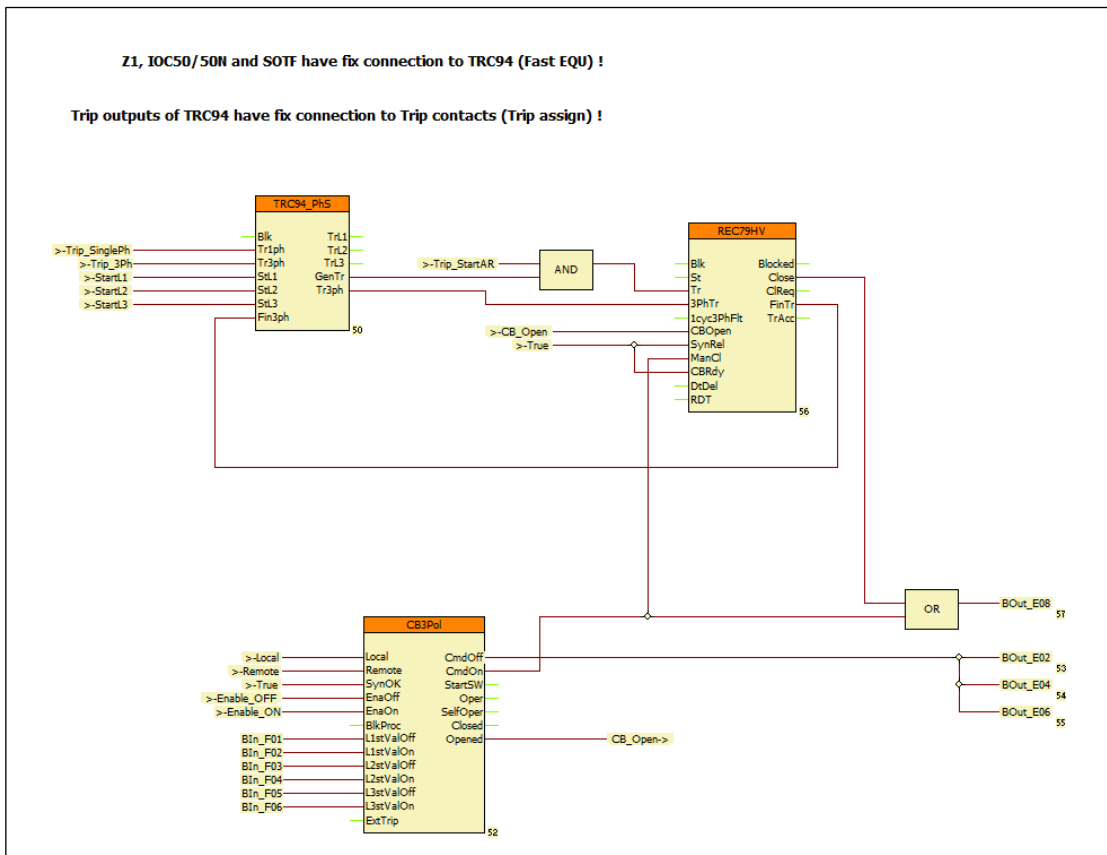 Z1, IOC50/50N and SOTF have fix connection to TRC94 (Fast EQU) !
Trip outputs of TRC94 have fix connection to Trip contacts (Trip assign) !
TRC94_PhS
Blk
Tr1ph
Tr3ph
StL1
StL2
StL3
Fin3ph
TrL1
TrL2
TrL3
GenTr
Tr3ph
50
>-Trip_SinglePh
>-Trip_3Ph
>-StartL1
>-StartL2
>-StartL3
>-Trip_StartAR
AND
REC79HV
Blk
St
Tr
3PhTr
1cyc3PhFlt
CBOpen
SynRel
ManCl
CBRdy
DtDel
RDT
Blocked
Close
ClReq
FinTr
TrAcc
56
>-CB_Open
>-True
CB3Pol
Local
Remote
SynOK
EnaOff
EnaOn
BlkProc
L1stValOff
L1stValOn
L2stValOff
L2stValOn
L3stValOff
L3stValOn
ExtTrip
CmdOff
CmdOn
StartSW
Oper
SelfOper
Closed
Opened
52
>-Local
>-Remote
>-True
>-Enable_OFF
>-Enable_ON
BIn_F01
BIn_F02
BIn_F03
BIn_F04
BIn_F05
BIn_F06
CB_Open->
OR
BOut_E08
57
BOut_E02
53
BOut_E04
54
BOut_E06
55